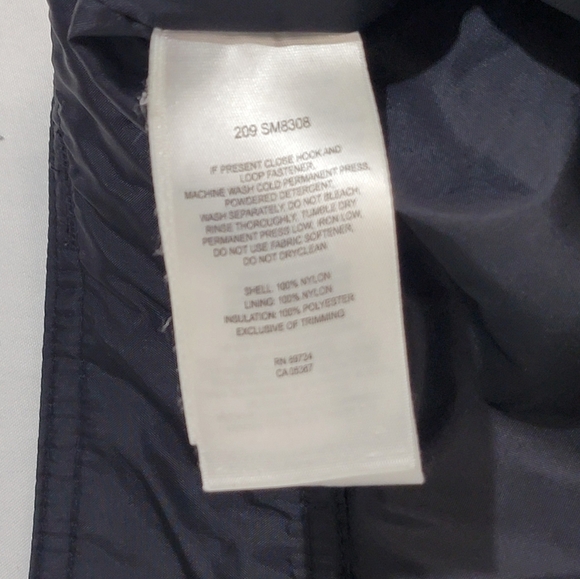 209 SM8308
IF PRESENT CLOSE HOOK AND
LOOP FASTENER,
MACHINE WASH COLD PERMANENT PRESS,
POWDERED DETERGENT,
WASH SEPARATELY, DO NOT BLEACH,
RINSE THOROUGHLY, TUMBLE DRY
PERMANENT PRESS LOW, IRON LOW,
DO NOT USE FABRIC SOFTENER,
DO NOT DRYCLEAN
SHELL: 100% NYLON
LINING: 100% NYLON
INSULATION: 100% POLYESTER
EXCLUSIVE OF TRIMMING
RN 69724
CA 05367